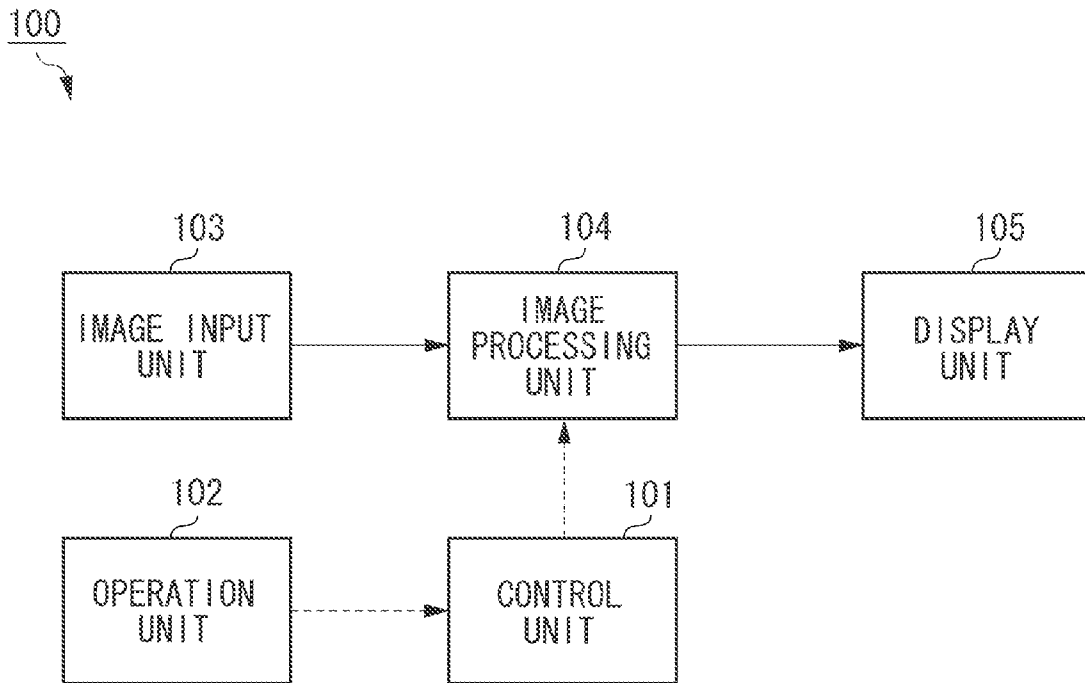 100
103
IMAGE INPUT
UNIT
104
IMAGE
PROCESSING
UNIT
105
DISPLAY
UNIT
102
OPERATION
UNIT
101
CONTROL
UNIT